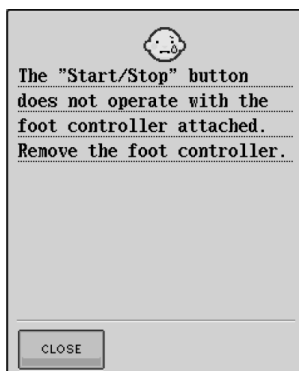 The "Start/Stop" button
does not operate with the
foot controller attached.
Remove the foot controller.
CLOSE